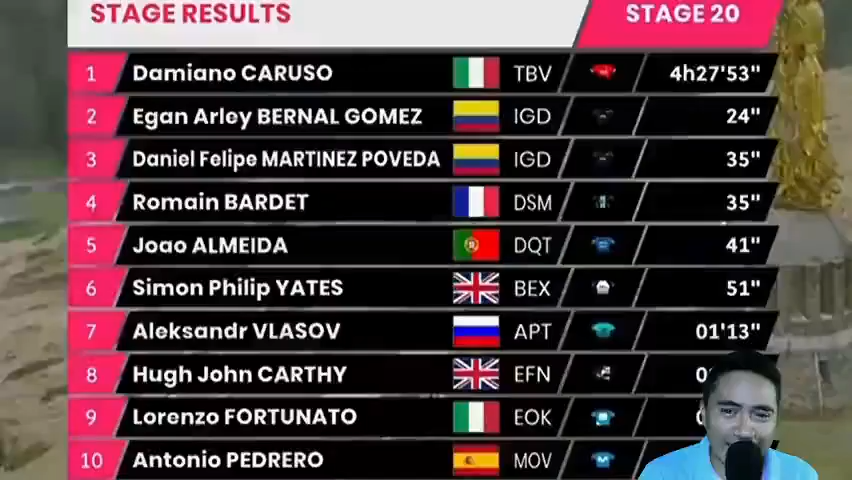 STAGE RESULTS STAGE 20
1 Damiano CARUSO TBV 4h27'53"
2 Egan Arley BERNAL GOMEZ IGD 24"
3 Daniel Felipe MARTINEZ POVEDA IGD 35"
4 Romain BARDET DSM 35"
5 Joao ALMEIDA DQT 41"
6 Simon Philip YATES BEX 51"
7 Aleksandr VLASOV APT 01'13"
8 Hugh John CARTHY EFN
9 Lorenzo FORTUNATO EOK
10 Antonio PEDRERO MOV